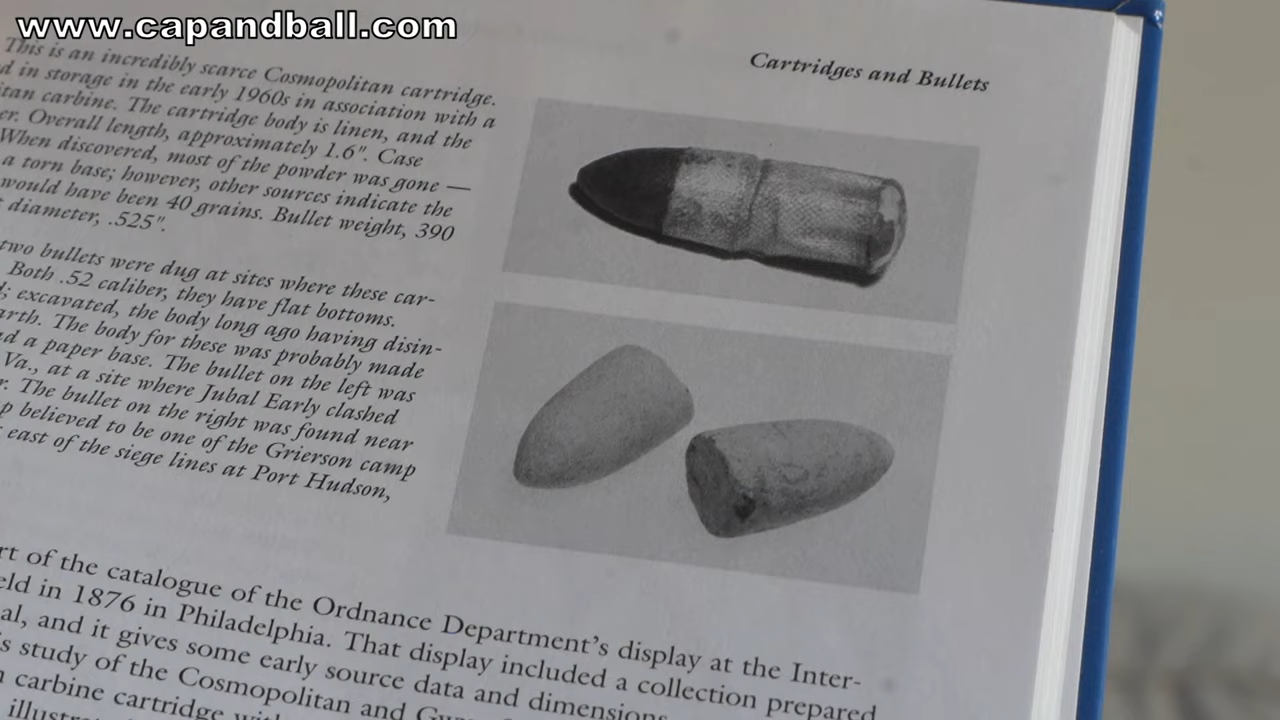 www.capandball.com
Cartridges and Bullets
This is an incredibly scarce Cosmopolitan cartridge.
d in storage in the early 1960s in association with a
itan carbine. The cartridge body is linen, and the
er. Overall length, approximately 1.6". Case
When discovered, most of the powder was gone —
a torn base; however, other sources indicate the
would have been 40 grains. Bullet weight, 390
t diameter, .525".
two bullets were dug at sites where these car-
Both .52 caliber, they have flat bottoms.
d; excavated, the body long ago having disin-
arth. The body for these was probably made
nd a paper base. The bullet on the left was
Va., at a site where Jubal Early clashed
r. The bullet on the right was found near
p believed to be one of the Grierson camp
east of the siege lines at Port Hudson,
rt of the catalogue of the Ordnance Department's display at the Inter-
eld in 1876 in Philadelphia. That display included a collection prepared
al, and it gives some early source data and dimensions
is study of the Cosmopolitan and
n carbine cartridge